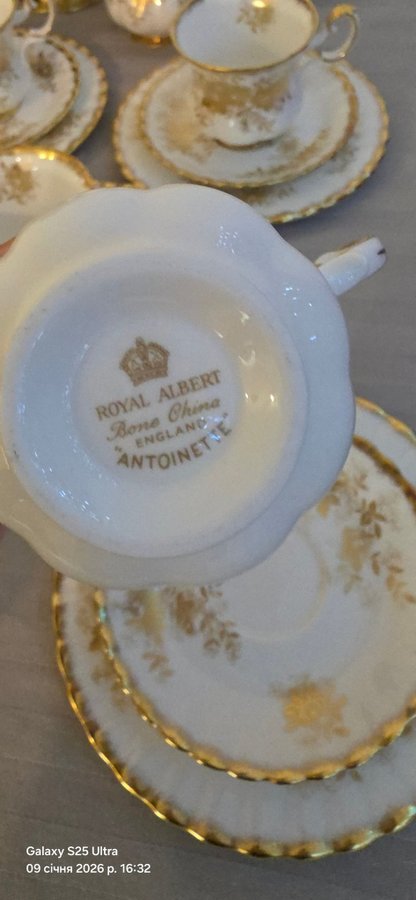 ROYAL ALBERT
Bone China
ENGLAND
"ANTOINETTE"
Galaxy S25 Ultra
09 січня 2026 р. 16:32